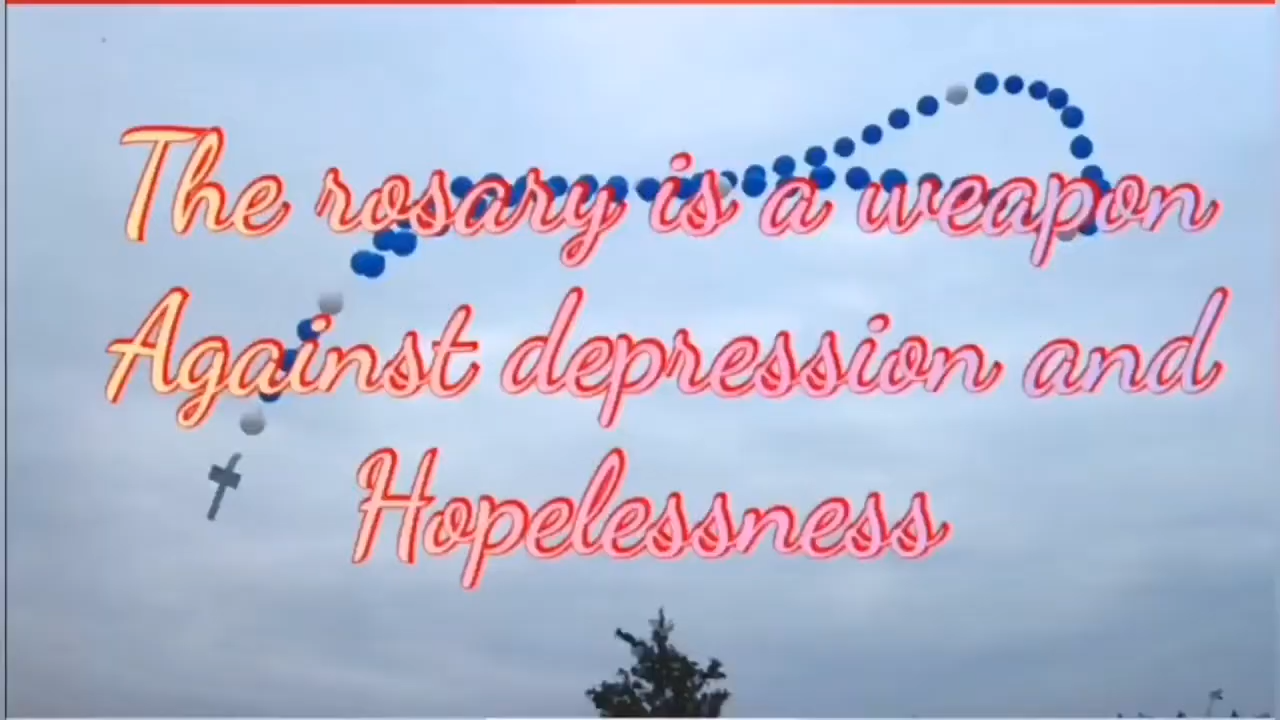 The rosary is a weapon
Against depression and
Hopelessness